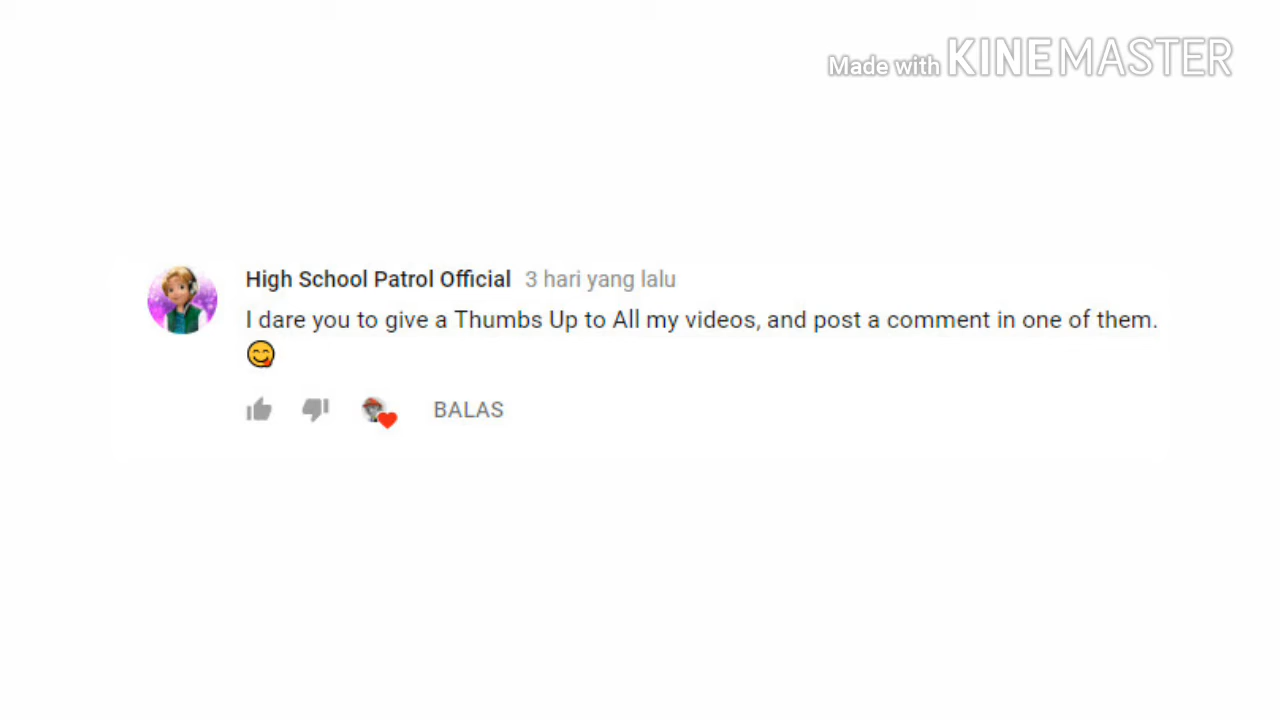 Made with KINEMASTER
High School Patrol Official 3 hari yang lalu
I dare you to give a Thumbs Up to All my videos, and post a comment in one of them.
😋
BALAS